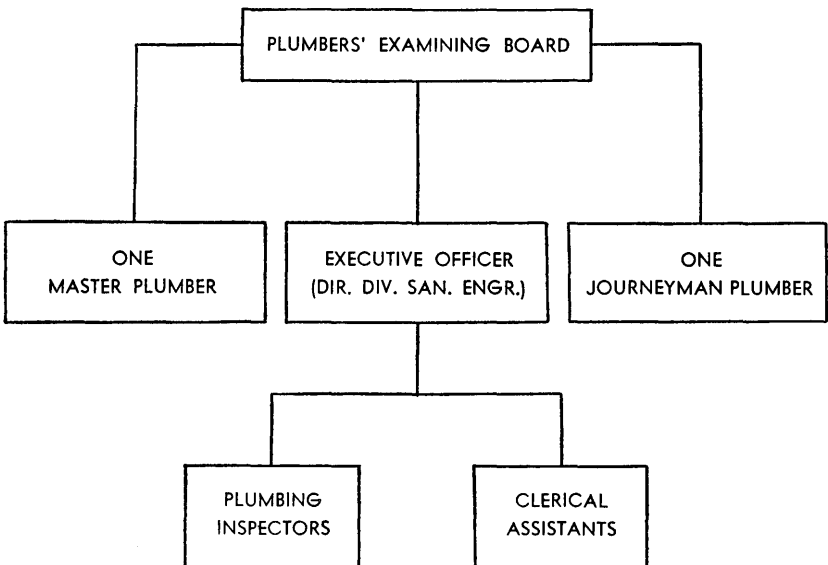 PLUMBERS' EXAMINING BOARD
ONE
MASTER PLUMBER
EXECUTIVE OFFICER
(DIR. DIV. SAN. ENGR.)
ONE
JOURNEYMAN PLUMBER
PLUMBING
INSPECTORS
CLERICAL
ASSISTANTS